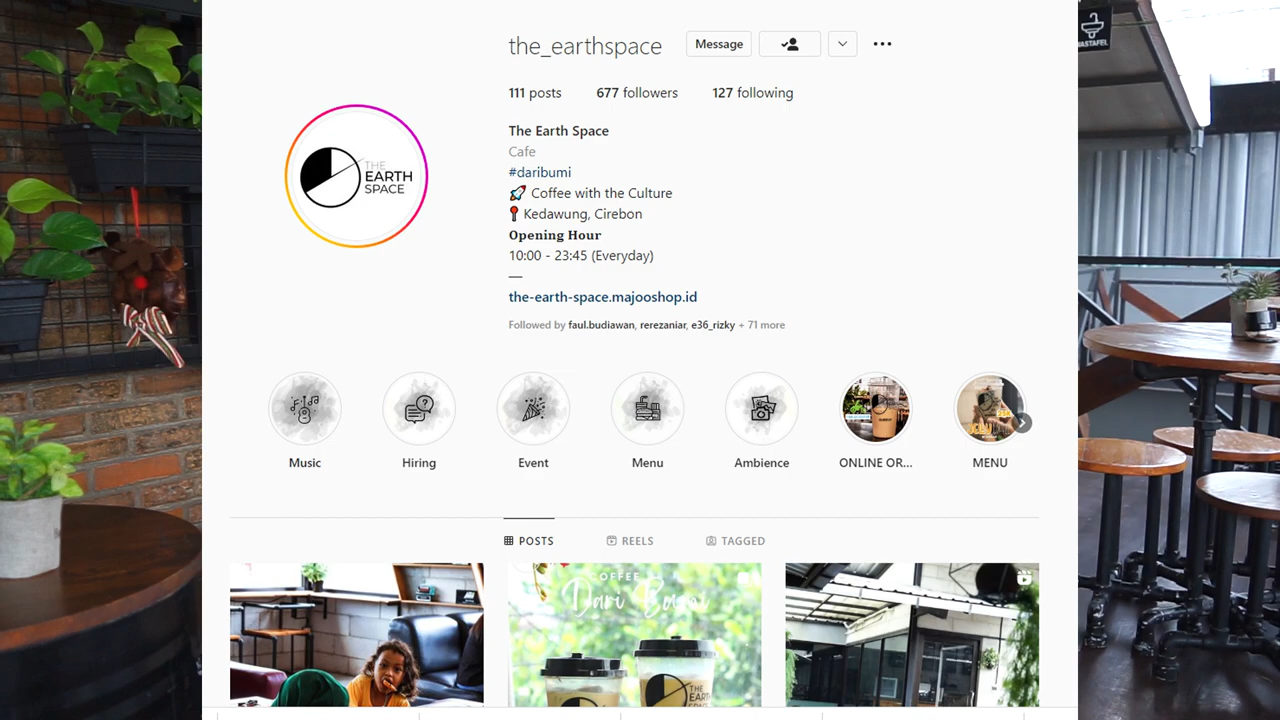 the_earthspace
Message
111 posts 677 followers 127 following
The Earth Space
Cafe
#daribumi
🚀 Coffee with the Culture
📍 Kedawung, Cirebon
Opening Hour
10:00 - 23:45 (Everyday)
—
the-earth-space.majooshop.id
Followed by faul.budiawan, rerezaniar, e36_rizky + 71 more
THE
EARTH
SPACE
Music Hiring Event Menu Ambience ONLINE OR... MENU
POSTS REELS TAGGED
COFFEE
Dari Bumi
THE
EARTH
SPACE
WASTAFEL